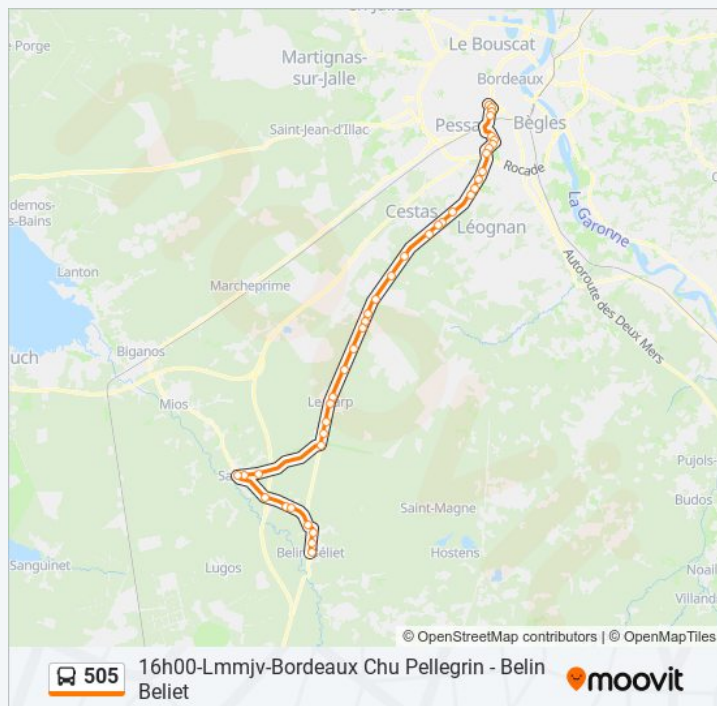 Le Porge
Le Bouscat
Martignas-
sur-Jalle
Bordeaux
Saint-Jean-d'Illac
Bègles
Rocade
Cestas
Léognan
La Garonne
Lanton
Marcheprime
Autoroute des Deux Mers
Biganos
Mios
Pujols-
Saint-Magne
Budos
Sanguinet
Lugos
Hostens
© OpenStreetMap contributors | © OpenMapTiles
505
16h00-Lmmjv-Bordeaux Chu Pellegrin - Belin
Beliet
moovit